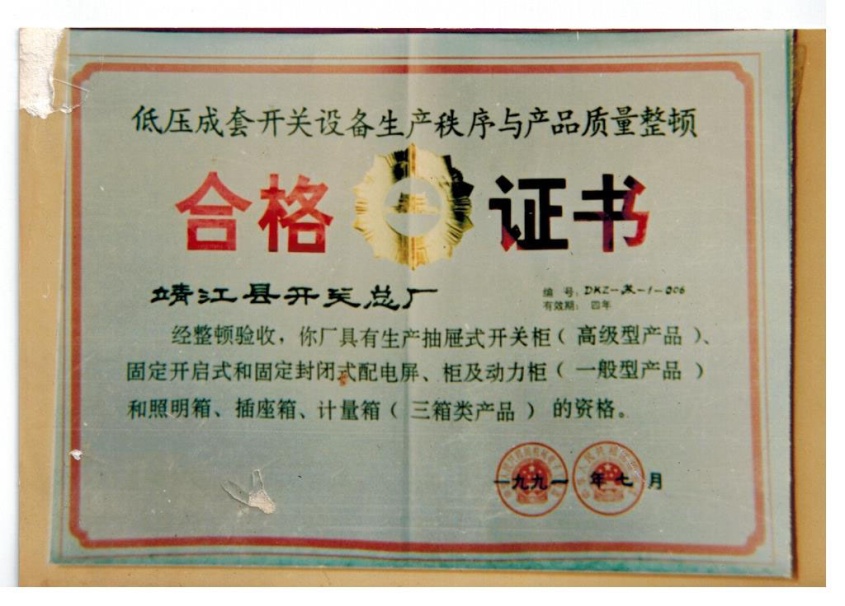 低压成套开关设备生产秩序与产品质量整顿
合格证书
靖江县开关总厂
编 号：DKZ-苏-1-006
有效期： 四年
经整顿验收，你厂具有生产抽屉式开关柜（高级型产品）、
固定开启式和固定封闭式配电屏、柜及动力柜（一般型产品）
和照明箱、插座箱、计量箱（三箱类产品）的资格。
一九九一年七月